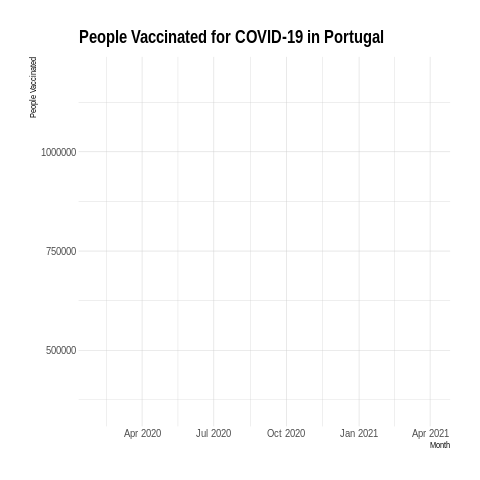 People Vaccinated for COVID-19 in Portugal
People Vaccinated
1000000
750000
500000
Apr 2020 Jul 2020 Oct 2020 Jan 2021 Apr 2021
Month